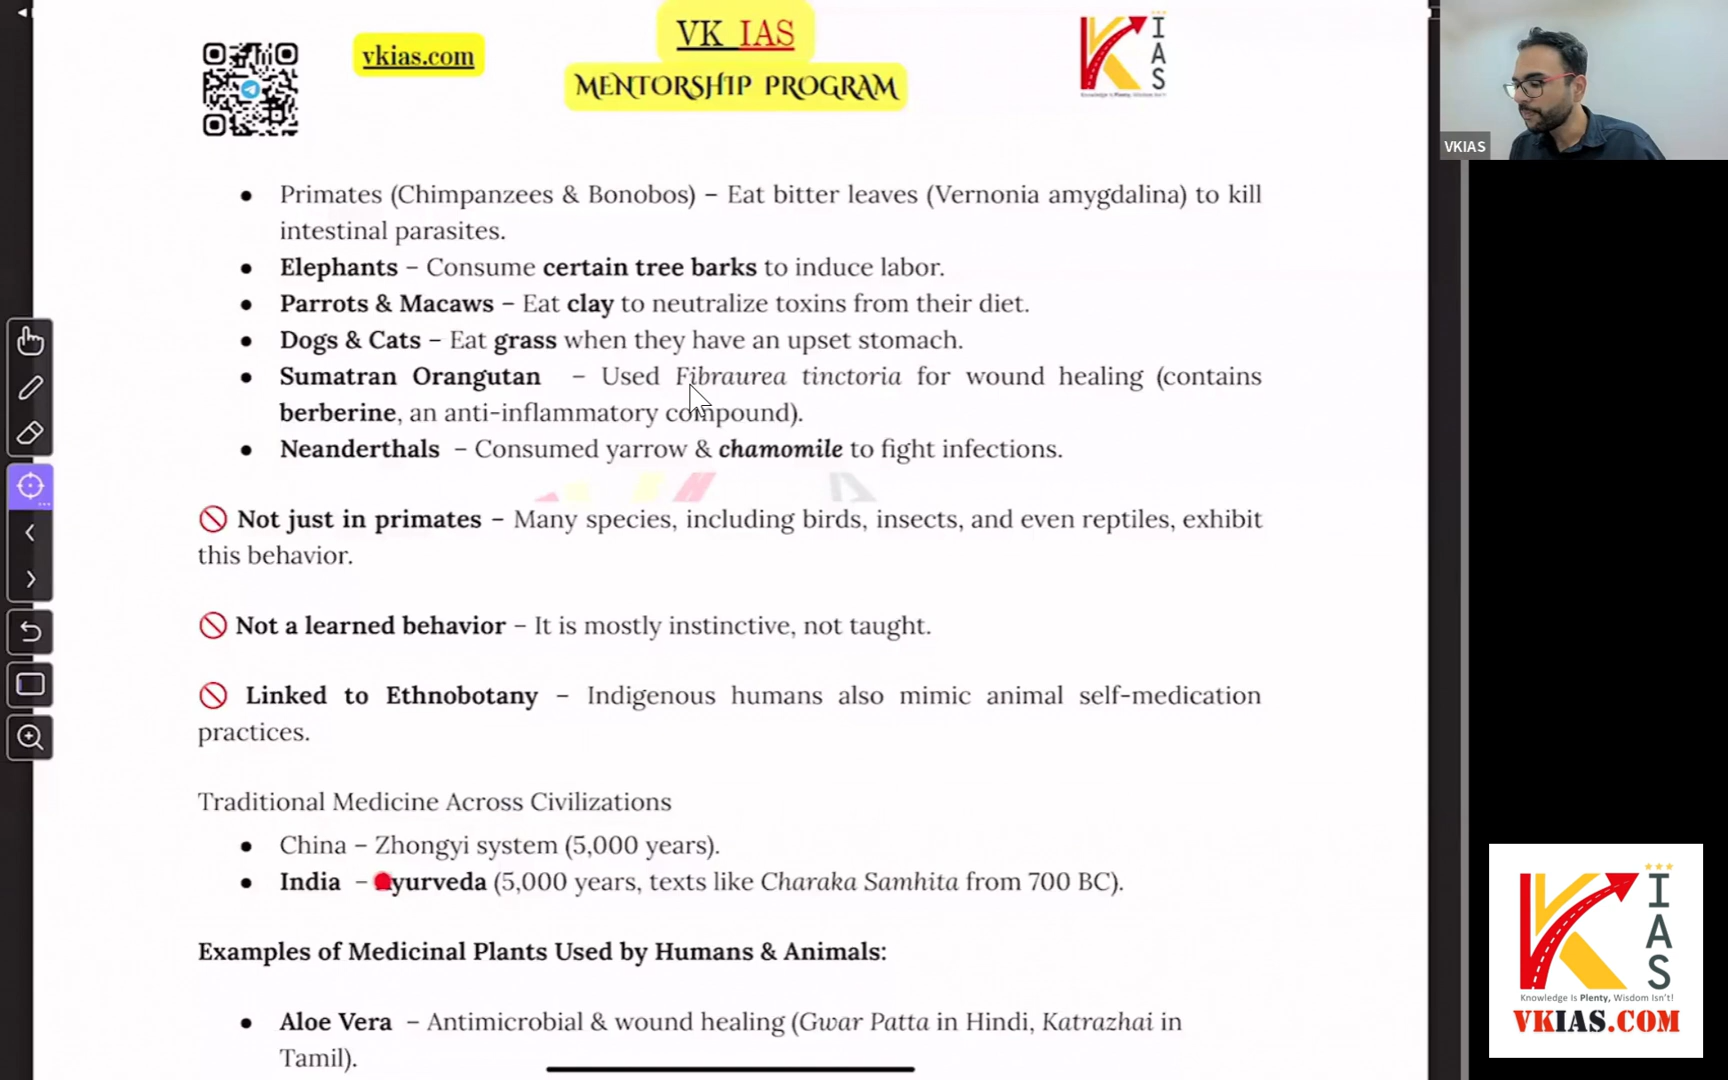 vkias.com
VK IAS
MENTORSHIP PROGRAM
K IAS
VKIAS
• Primates (Chimpanzees & Bonobos) – Eat bitter leaves (Vernonia amygdalina) to kill
intestinal parasites.
• Elephants – Consume certain tree barks to induce labor.
• Parrots & Macaws – Eat clay to neutralize toxins from their diet.
• Dogs & Cats – Eat grass when they have an upset stomach.
• Sumatran Orangutan – Used Fibraurea tinctoria for wound healing (contains
berberine, an anti-inflammatory compound).
• Neanderthals – Consumed yarrow & chamomile to fight infections.
🚫 Not just in primates – Many species, including birds, insects, and even reptiles, exhibit
this behavior.
🚫 Not a learned behavior – It is mostly instinctive, not taught.
🚫 Linked to Ethnobotany – Indigenous humans also mimic animal self-medication
practices.
Traditional Medicine Across Civilizations
• China – Zhongyi system (5,000 years).
• India – Ayurveda (5,000 years, texts like Charaka Samhita from 700 BC).
Examples of Medicinal Plants Used by Humans & Animals:
• Aloe Vera – Antimicrobial & wound healing (Gwar Patta in Hindi, Katrazhai in
Tamil).
K IAS
Knowledge Is Plenty, Wisdom Isn't!
VKIAS.COM